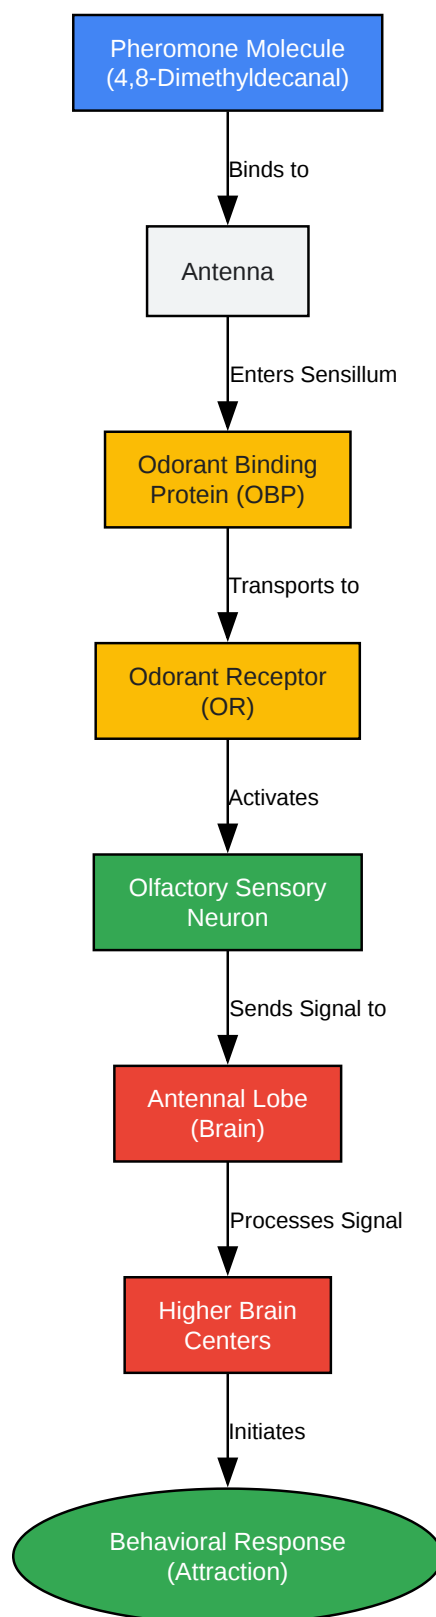 Pheromone Molecule
(4,8-Dimethyldecanal)
Binds to
Antenna
Enters Sensillum
Odorant Binding
Protein (OBP)
Transports to
Odorant Receptor
(OR)
Activates
Olfactory Sensory
Neuron
Sends Signal to
Antennal Lobe
(Brain)
Processes Signal
Higher Brain
Centers
Initiates
Behavioral Response
(Attraction)